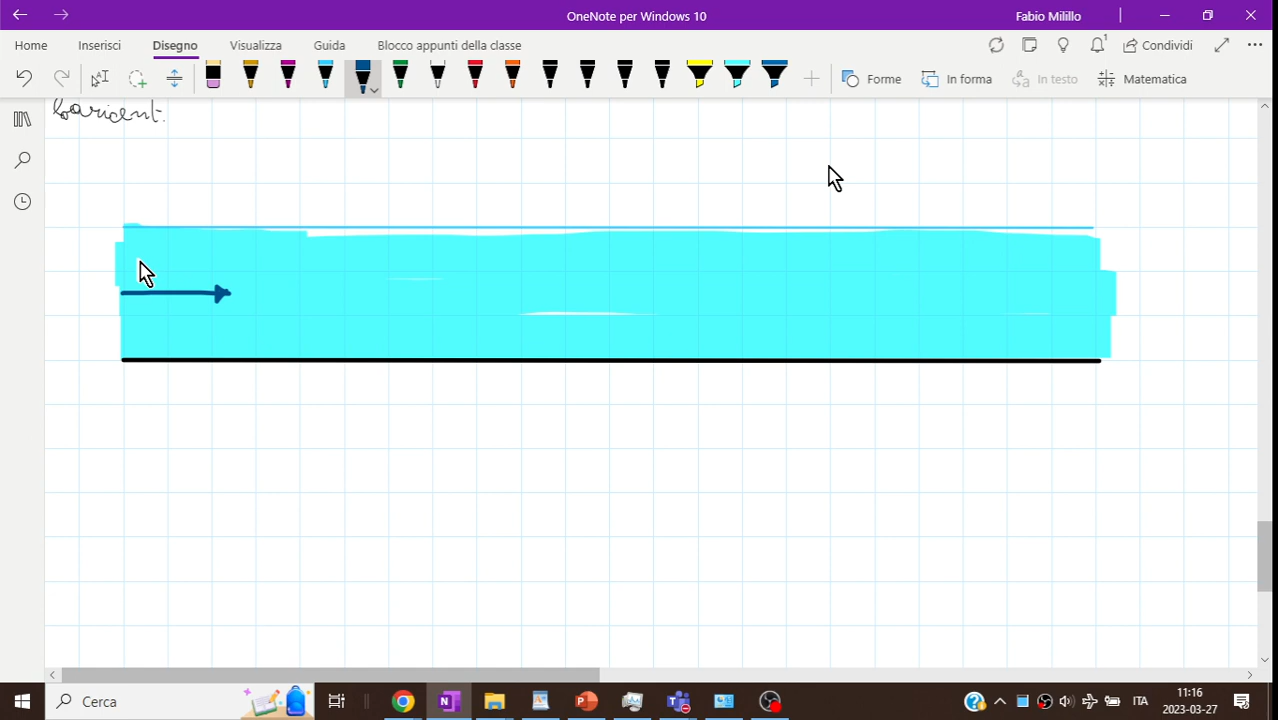 OneNote per Windows 10
Fabio Milillo
Home Inserisci Disegno Visualizza Guida Blocco appunti della classe
1 Condividi
Forme In forma In testo Matematica
Cerca
ITA
11:16
2023-03-27